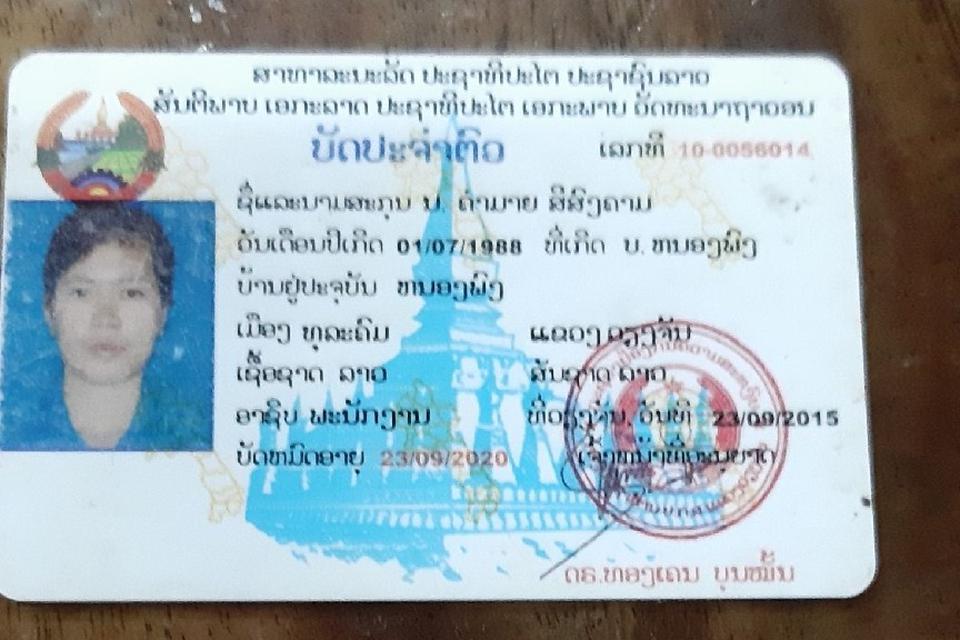 ສາທາລະນະລັດ ປະຊາທິປະໄຕ ປະຊາຊົນລາວ
ສັນຕິພາບ ເອກະລາດ ປະຊາທິປະໄຕ ເອກະພາບ ວັດທະນາຖາວອນ
ບັດປະຈຳຕົວ
ເລກທີ 10-0056014
ຊື່ແລະນາມສະກຸນ ນ. ຄຳມາຍ ສີສົງຄາມ
ວັນເດືອນປີເກີດ 01/07/1988 ທີ່ເກີດ ບ. ຫນອງພົງ
ບ້ານຢູ່ປະຈຸບັນ ຫນອງພົງ
ເມືອງ ທຸລະຄົມ ແຂວງ ວຽງຈັນ
ເຊື້ອຊາດ ລາວ ສັນຊາດ ລາວ
ອາຊີບ ພະນັກງານ ທີ່ວຽງຈັນ, ວັນທີ 23/09/2015
ບັດຫມົດອາຍຸ 23/09/2020 ເຈົ້າຫນ້າທີ່ອະນຸຍາດ
ດຣ.ທອງເດນ ບຸນໝັ້ນ